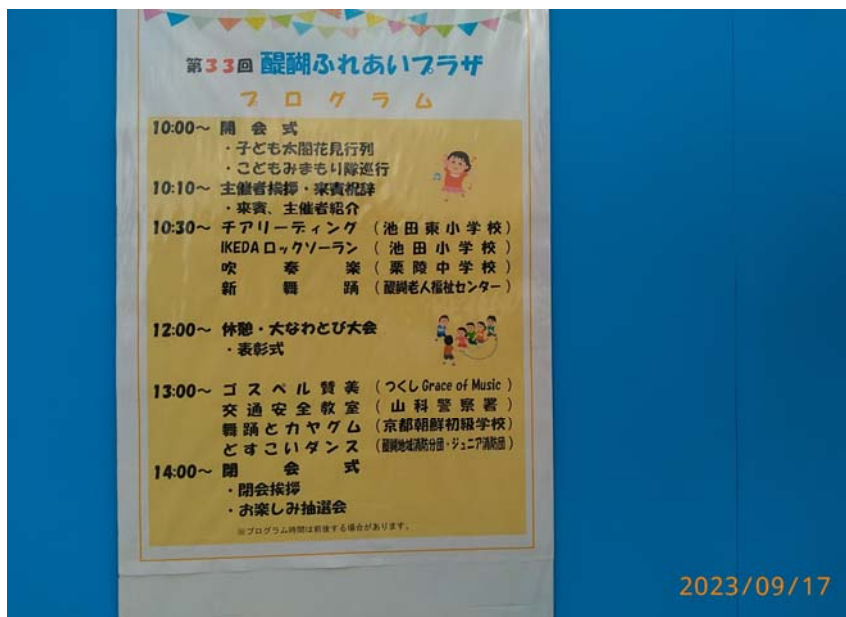 第33回 醍醐ふれあいプラザ
プログラム
10:00～ 開会式
・子ども太閤花見行列
・こどもみまもり隊巡行
10:10～ 主催者挨拶・来賓祝辞
・来賓、主催者紹介
10:30～ チアリーディング (池田東小学校)
IKEDAロックソーラン (池田小学校)
吹奏楽 (栗陵中学校)
新舞踊 (醍醐老人福祉センター)
12:00～ 休憩・大なわとび大会
・表彰式
13:00～ ゴスペル賛美 (つくし Grace of Music)
交通安全教室 (山科警察署)
舞踊とカヤグム (京都朝鮮初級学校)
どすこいダンス (醍醐地域消防分団・ジュニア消防団)
14:00～ 閉会式
・閉会挨拶
・お楽しみ抽選会
※プログラム時間は前後する場合があります。
2023/09/17